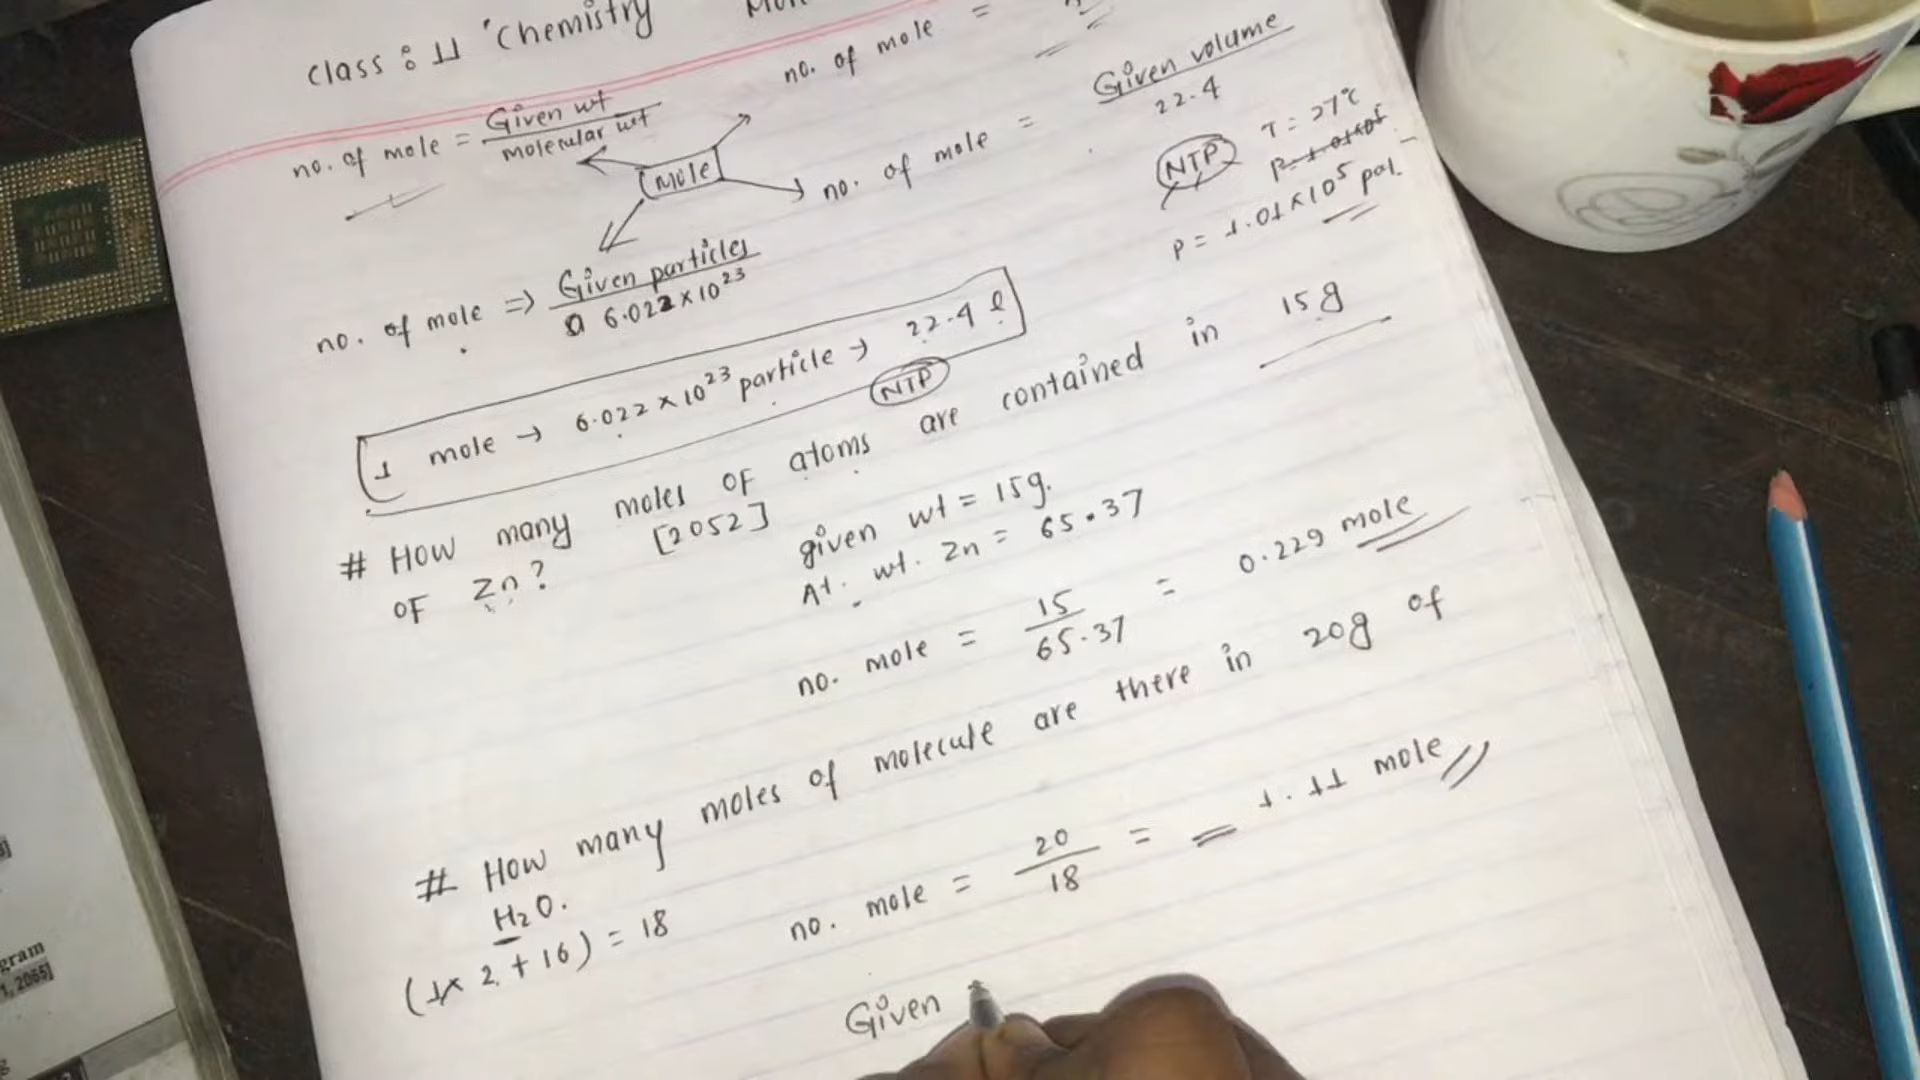 class : 11 'Chemistry
no. of mole =
no. of mole = Given wt / molecular wt
Mole
no. of mole = Given volume / 22.4
NTP T = 27°C
P = 1.01 × 10⁵ pal.
no. of mole => Given particles / 6.022 × 10²³
1 mole → 6.022 × 10²³ particle → 22.4 l
NTP
# How many moles of atoms are contained in 15g
OF Zn? [2052]
given wt = 15g.
At. wt. Zn = 65.37
no. mole = 15 / 65.37 = 0.229 mole
# How many moles of molecule are there in 20g of
H₂O.
(1 × 2 + 16) = 18
no. mole = 20 / 18 = 1.11 mole
Given
gram
1, 2065]